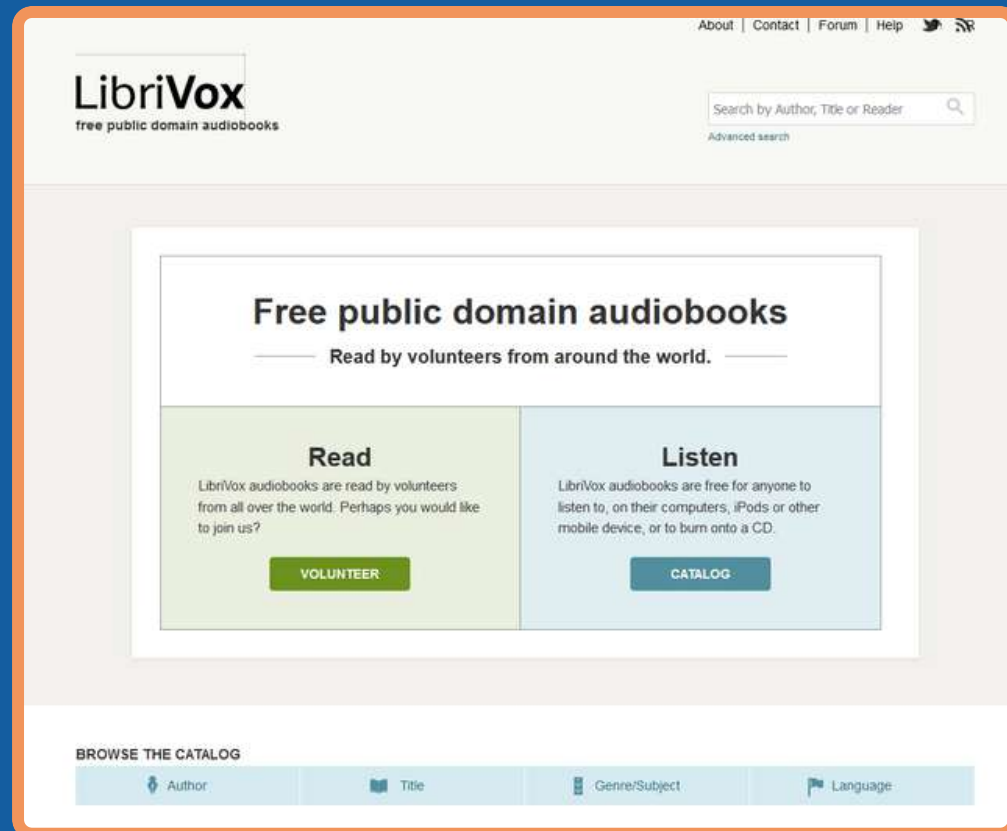 About | Contact | Forum | Help
LibriVox
free public domain audiobooks
Search by Author, Title or Reader
Advanced search
Free public domain audiobooks
Read by volunteers from around the world.
Read
LibriVox audiobooks are read by volunteers
from all over the world. Perhaps you would like
to join us?
VOLUNTEER
Listen
LibriVox audiobooks are free for anyone to
listen to, on their computers, iPods or other
mobile device, or to burn onto a CD.
CATALOG
BROWSE THE CATALOG
Author
Title
Genre/Subject
Language